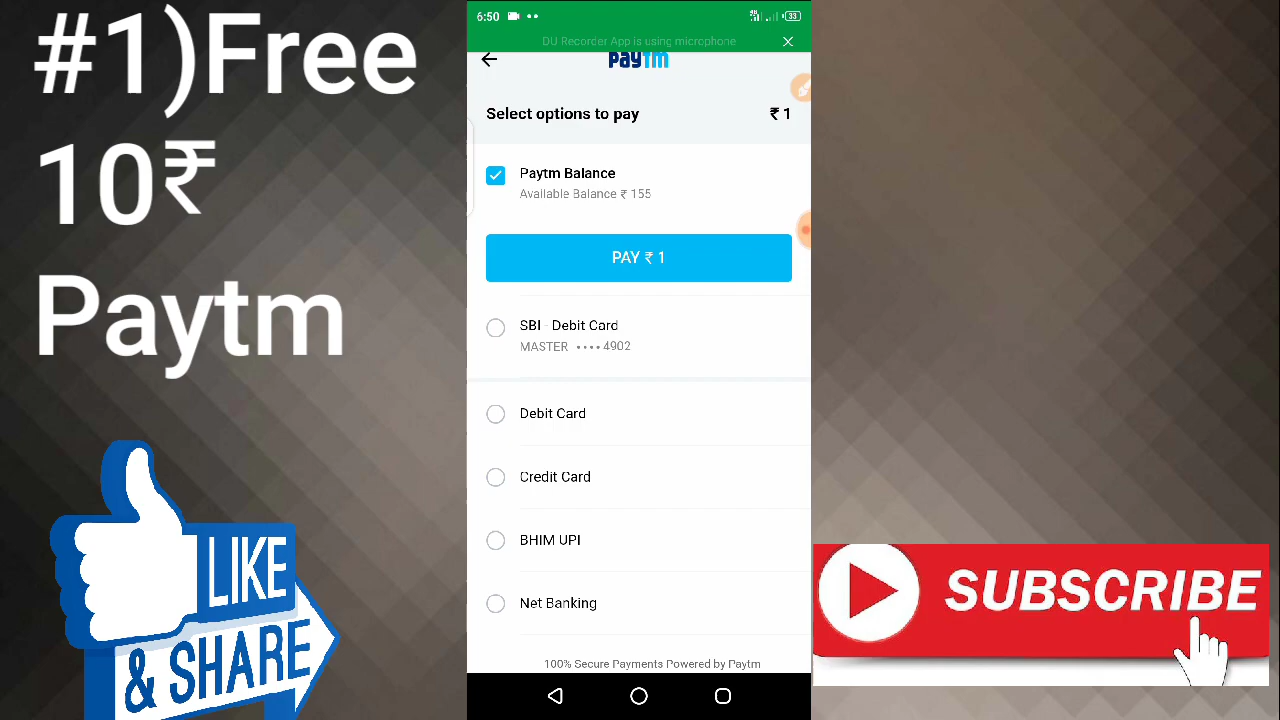 #1)Free
10₹
Paytm
6:50
33
DU Recorder App is using microphone
paytm
Select options to pay ₹ 1
Paytm Balance
Available Balance ₹ 155
PAY ₹ 1
SBI - Debit Card
MASTER •••• 4902
Debit Card
Credit Card
BHIM UPI
Net Banking
100% Secure Payments Powered by Paytm
LIKE
& SHARE
SUBSCRIBE